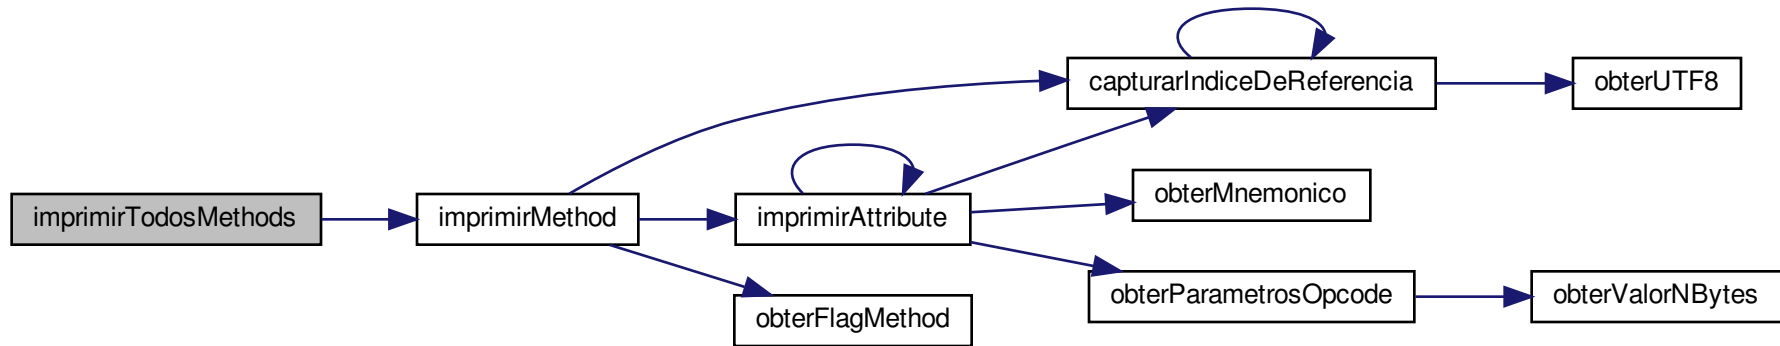 imprimirTodosMethods
imprimirMethod
imprimirAttribute
obterFlagMethod
capturarIndiceDeReferencia
obterMnemonico
obterParametrosOpcode
obterUTF8
obterValorNBytes